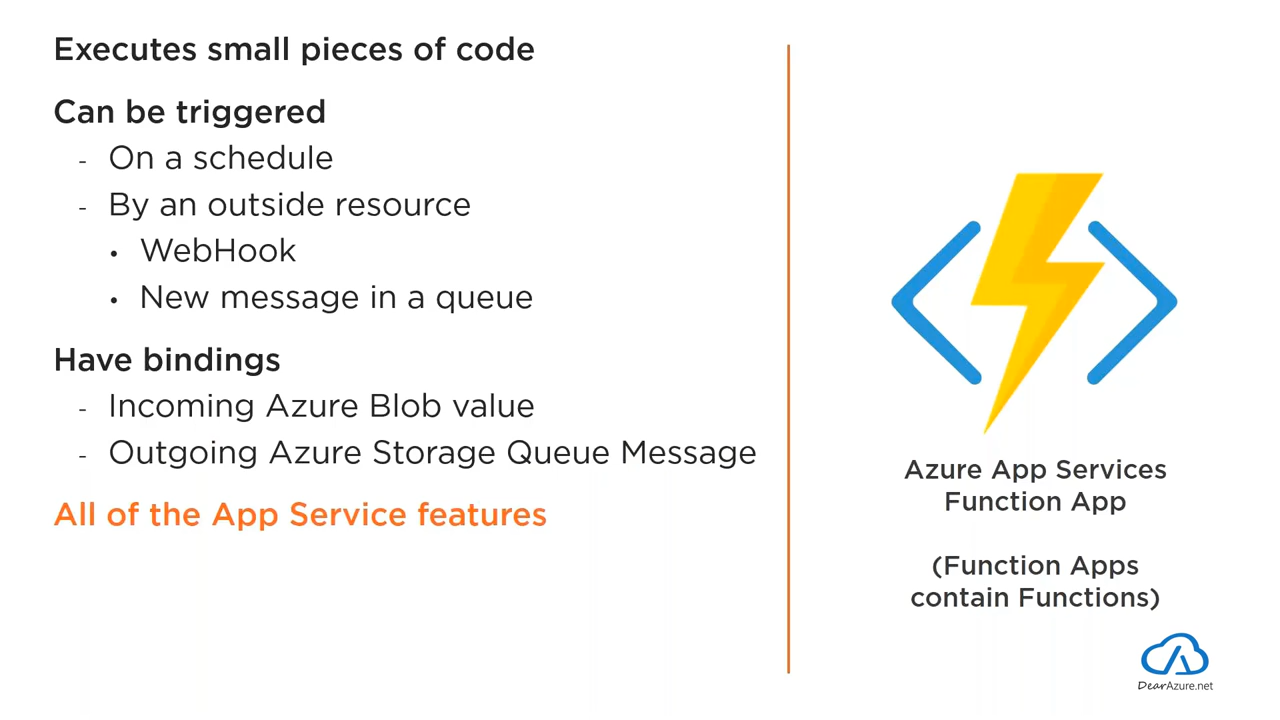 Executes small pieces of code
Can be triggered
- On a schedule
- By an outside resource
• WebHook
• New message in a queue
Have bindings
- Incoming Azure Blob value
- Outgoing Azure Storage Queue Message
All of the App Service features
Azure App Services
Function App
(Function Apps
contain Functions)
DearAzure.net